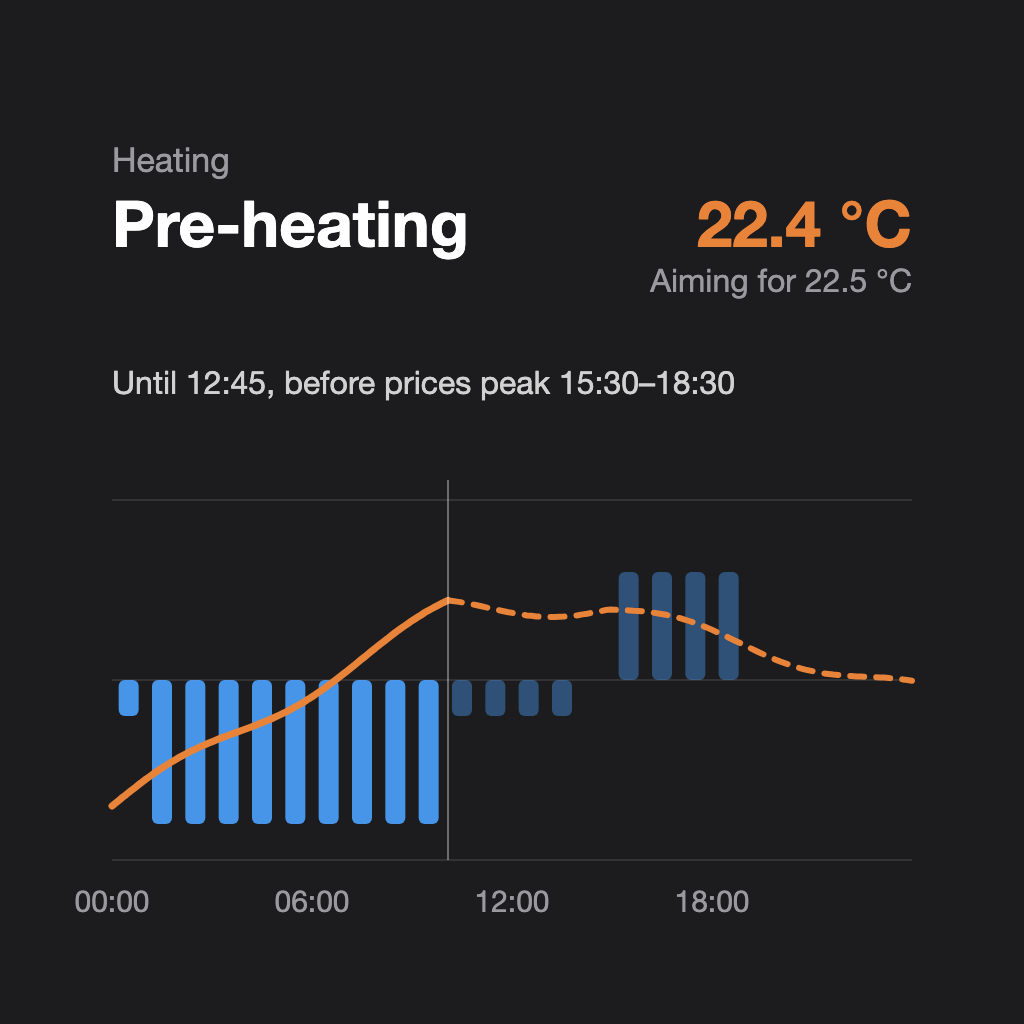 Heating
Pre-heating
22.4 °C
Aiming for 22.5 °C
Until 12:45, before prices peak 15:30–18:30
00:00 06:00 12:00 18:00